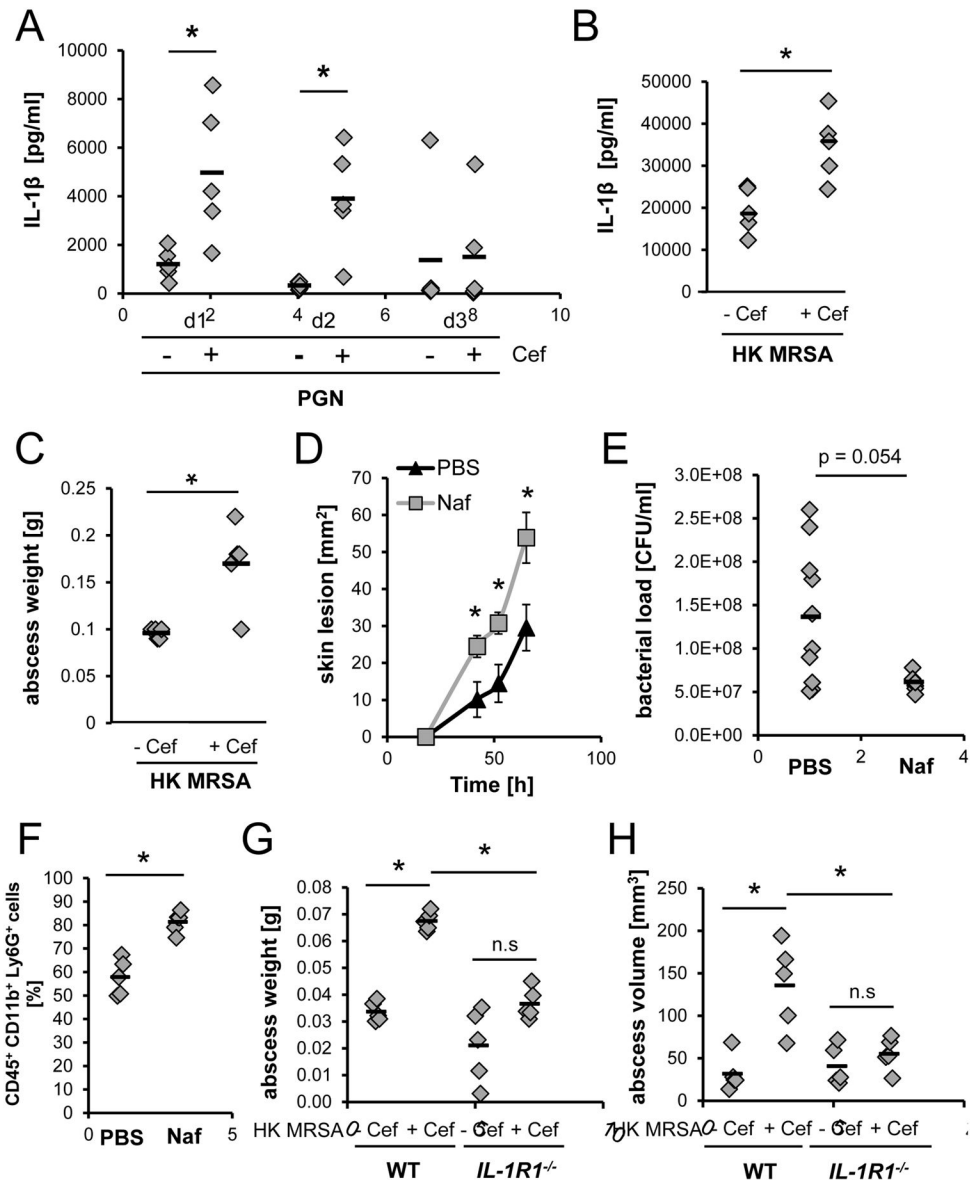 A
IL-1β [pg/ml]
10000
8000
6000
4000
2000
0
*
*
0 2 4 6 8 10
d1 d2 d3
- + - + - + Cef
PGN
B
IL-1β [pg/ml]
50000
40000
30000
20000
10000
0
*
- Cef + Cef
HK MRSA
C
abscess weight [g]
0.25
0.2
0.15
0.1
0.05
0
*
- Cef + Cef
HK MRSA
D
skin lesion [mm²]
70
60
50
40
30
20
10
0
PBS
Naf
*
*
*
0 50 100
Time [h]
E
bacterial load [CFU/ml]
p = 0.054
3.0E+08
2.5E+08
2.0E+08
1.5E+08
1.0E+08
5.0E+07
0.0E+00
0 2 4
PBS Naf
F
CD45⁺ CD11b⁺ Ly6G⁺ cells
[%]
100
90
80
70
60
50
40
30
20
10
0
*
0 5
PBS Naf
G
abscess weight [g]
0.08
0.07
0.06
0.05
0.04
0.03
0.02
0.01
0.00
*
*
n.s
HK MRSA - Cef + Cef - Cef + Cef
0 5 10
WT IL-1R1⁻/⁻
H
abscess volume [mm³]
250
200
150
100
50
0
*
*
n.s
HK MRSA - Cef + Cef - Cef + Cef
0 5
WT IL-1R1⁻/⁻